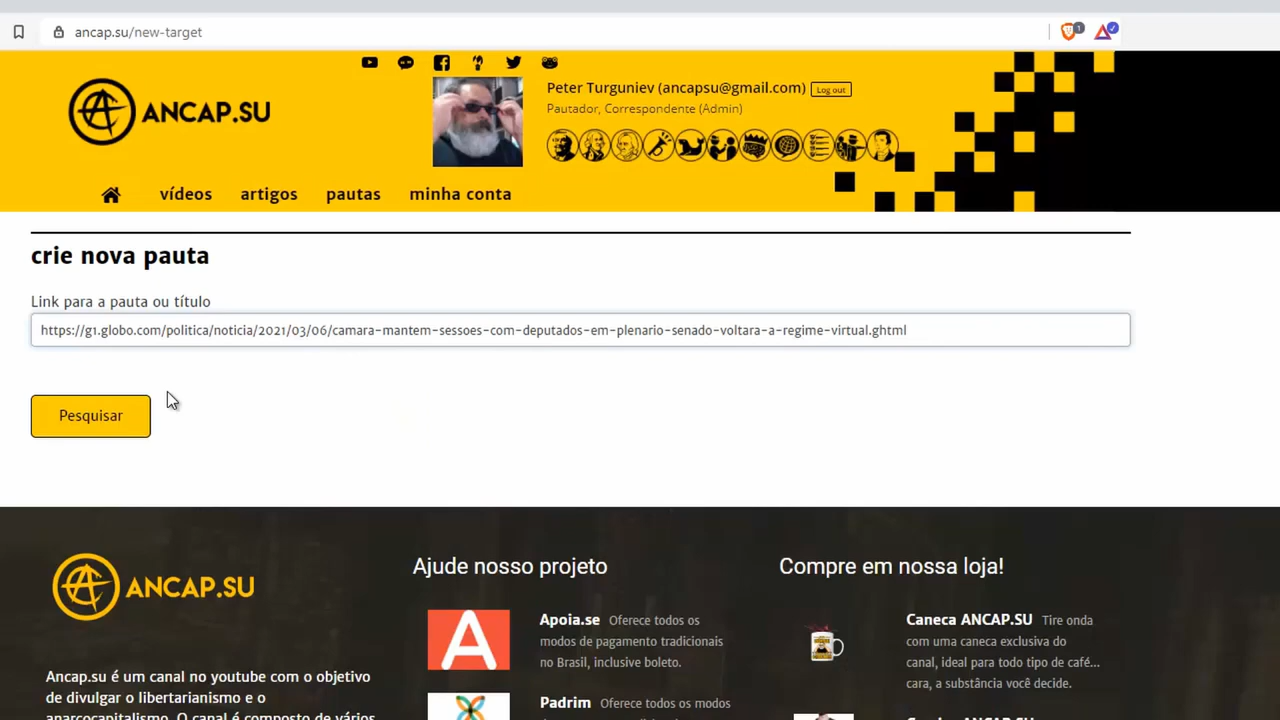 ancap.su/new-target
ANCAP.SU
Peter Turguniev (ancapsu@gmail.com) Log out
Pautador, Correspondente (Admin)
vídeos artigos pautas minha conta
crie nova pauta
Link para a pauta ou título
https://g1.globo.com/politica/noticia/2021/03/06/camara-mantem-sessoes-com-deputados-em-plenario-senado-voltara-a-regime-virtual.ghtml
Pesquisar
ANCAP.SU
Ancap.su é um canal no youtube com o objetivo
de divulgar o libertarianismo e o
anarcocapitalismo. O canal é composto de vários
Ajude nosso projeto
Apoia.se Oferece todos os
modos de pagamento tradicionais
no Brasil, inclusive boleto.
Padrim Oferece todos os modos
Compre em nossa loja!
Caneca ANCAP.SU Tire onda
com uma caneca exclusiva do
canal, ideal para todo tipo de café...
cara, a substância você decide.